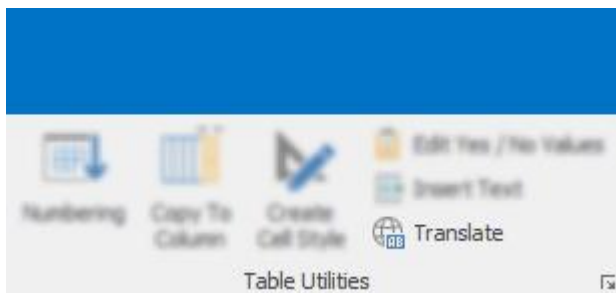 Numbering
Copy To
Column
Create
Cell Style
Edit Yes / No Values
Insert Text
Translate
Table Utilities